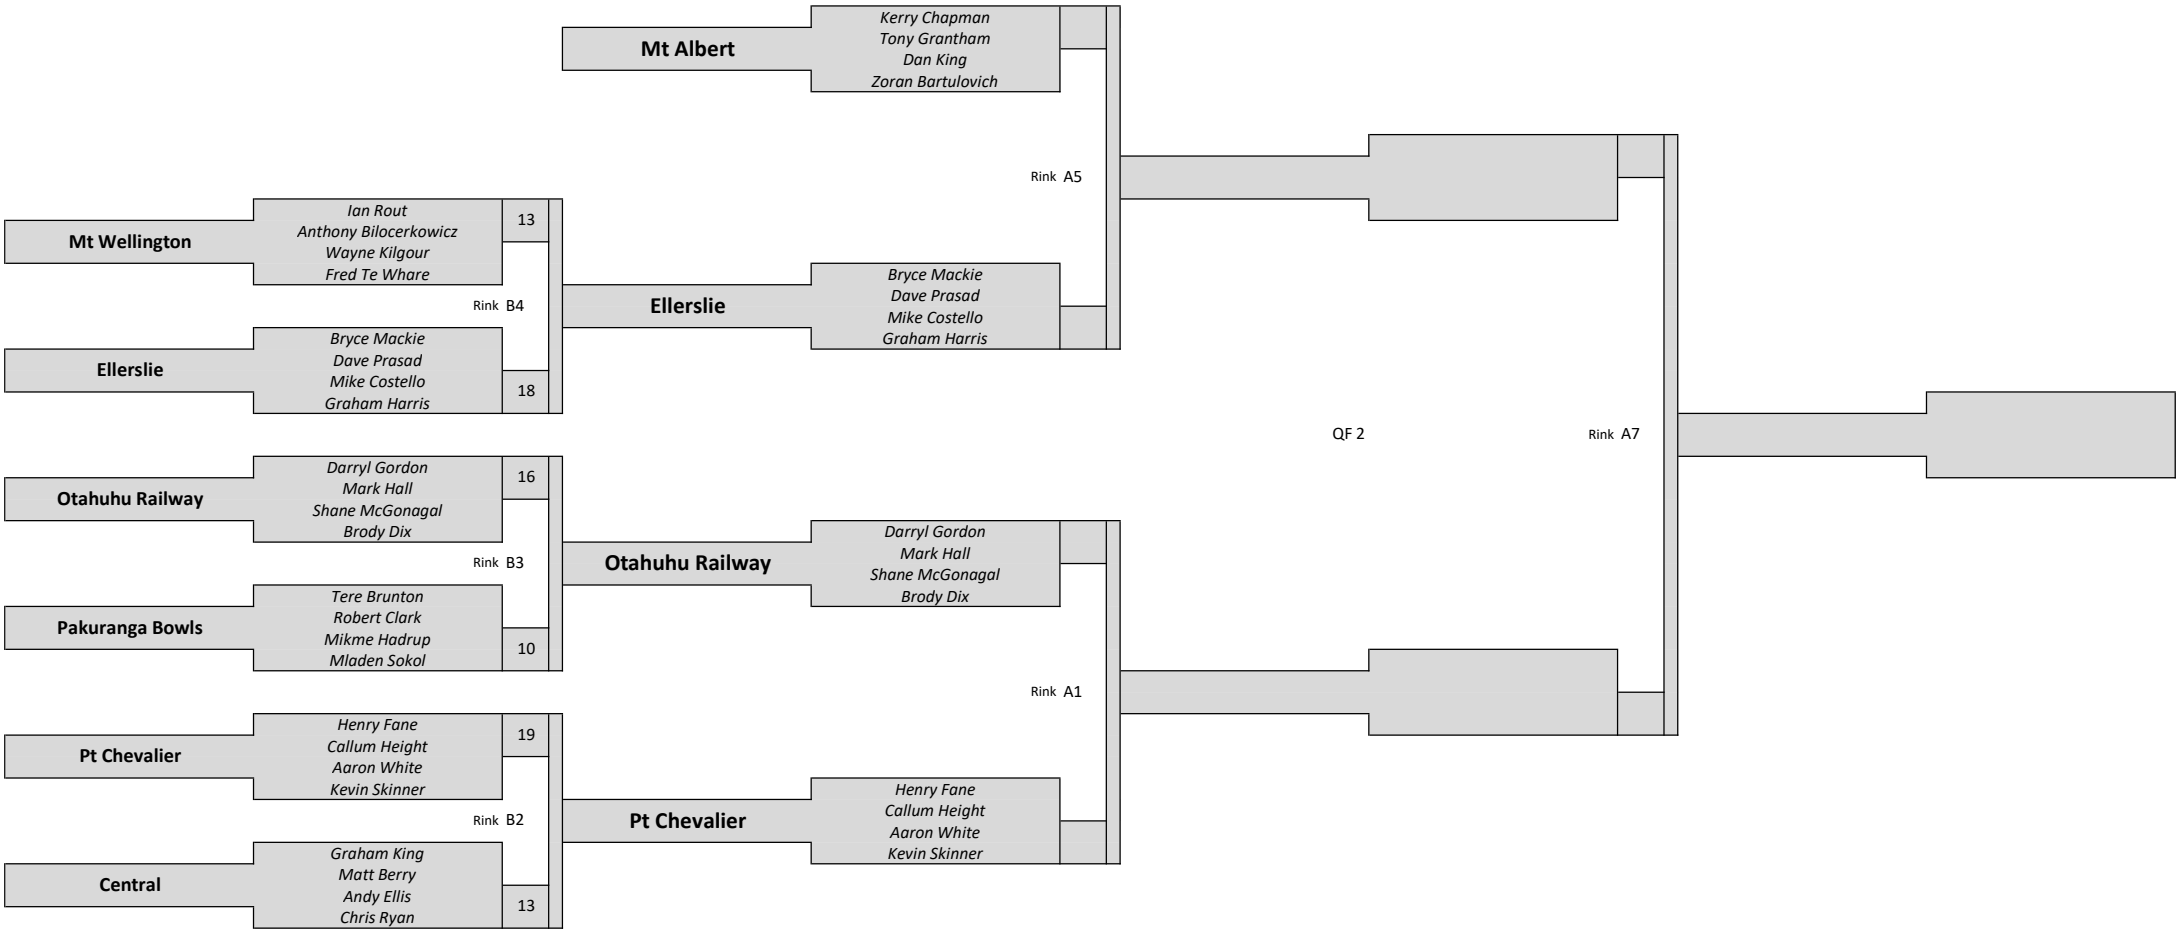 Mt Albert
Kerry Chapman
Tony Grantham
Dan King
Zoran Bartulovich
Rink A5
Mt Wellington
Ian Rout
Anthony Bilocerkowicz
Wayne Kilgour
Fred Te Whare
13
Rink B4
Ellerslie
Bryce Mackie
Dave Prasad
Mike Costello
Graham Harris
18
Ellerslie
Bryce Mackie
Dave Prasad
Mike Costello
Graham Harris
QF 2
Rink A7
Otahuhu Railway
Darryl Gordon
Mark Hall
Shane McGonagal
Brody Dix
16
Rink B3
Pakuranga Bowls
Tere Brunton
Robert Clark
Mikme Hadrup
Mladen Sokol
10
Otahuhu Railway
Darryl Gordon
Mark Hall
Shane McGonagal
Brody Dix
Rink A1
Pt Chevalier
Henry Fane
Callum Height
Aaron White
Kevin Skinner
19
Rink B2
Central
Graham King
Matt Berry
Andy Ellis
Chris Ryan
13
Pt Chevalier
Henry Fane
Callum Height
Aaron White
Kevin Skinner